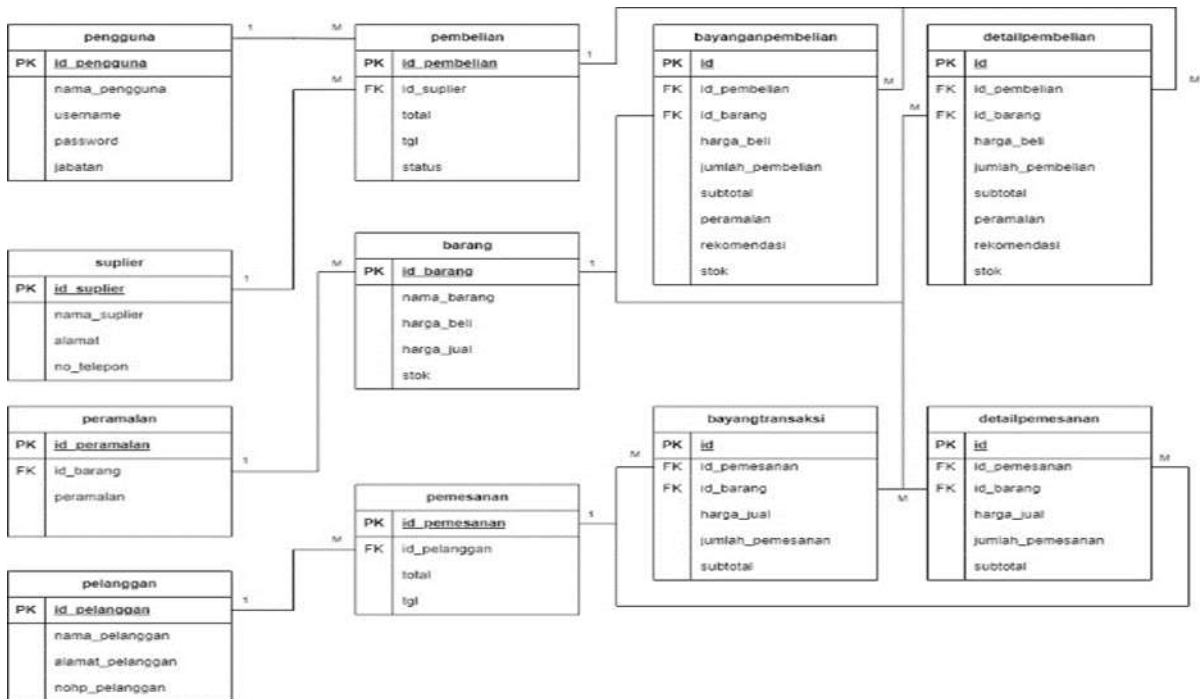 pengguna
PK id_pengguna
nama_pengguna
username
password
jabatan
1
M
pembelian
PK id_pembelian
FK id_suplier
total
tgl
status
M
1
bayanganpembelian
PK id
FK id_pembelian
FK id_barang
harga_beli
jumlah_pembelian
subtotal
peramalan
rekomendasi
stok
M
M
detailpembelian
PK id
FK id_pembelian
FK id_barang
harga_beli
jumlah_pembelian
subtotal
peramalan
rekomendasi
stok
M
suplier
PK id_suplier
nama_suplier
alamat
no_telepon
1
M
barang
PK id_barang
nama_barang
harga_beli
harga_jual
stok
1
peramalan
PK id_peramalan
FK id_barang
peramalan
1
pemesanan
PK id_pemesanan
FK id_pelanggan
total
tgl
M
1
M
bayangtransaksi
PK id
FK id_pemesanan
FK id_barang
harga_jual
jumlah_pemesanan
subtotal
M
detailpemesanan
PK id
FK id_pemesanan
FK id_barang
harga_jual
jumlah_pemesanan
subtotal
M
pelanggan
PK id_pelanggan
nama_pelanggan
alamat_pelanggan
nohp_pelanggan
1